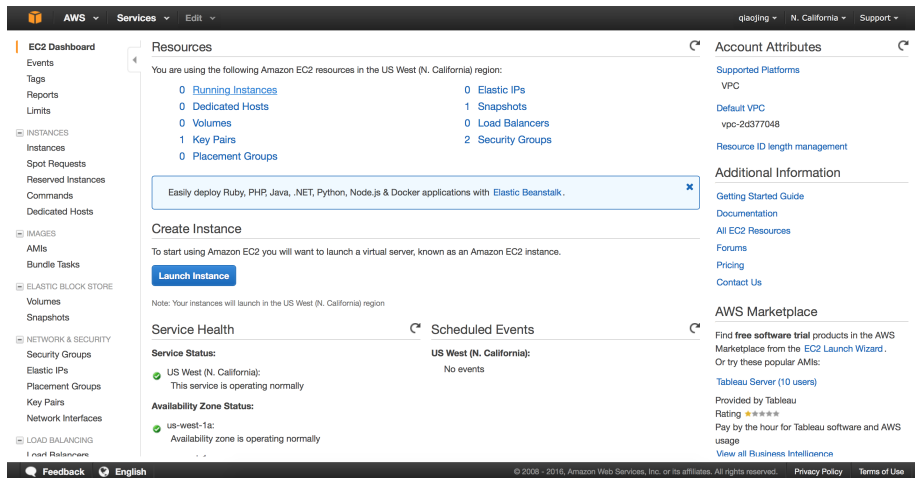 AWS Services Edit qiaojing N. California Support
EC2 Dashboard
Events
Tags
Reports
Limits
INSTANCES
Instances
Spot Requests
Reserved Instances
Commands
Dedicated Hosts
IMAGES
AMIs
Bundle Tasks
ELASTIC BLOCK STORE
Volumes
Snapshots
NETWORK & SECURITY
Security Groups
Elastic IPs
Placement Groups
Key Pairs
Network Interfaces
LOAD BALANCING
Load Balancers
Resources
You are using the following Amazon EC2 resources in the US West (N. California) region:
0 Running Instances
0 Dedicated Hosts
0 Volumes
1 Key Pairs
0 Placement Groups
0 Elastic IPs
1 Snapshots
0 Load Balancers
2 Security Groups
Easily deploy Ruby, PHP, Java, .NET, Python, Node.js & Docker applications with Elastic Beanstalk.
Create Instance
To start using Amazon EC2 you will want to launch a virtual server, known as an Amazon EC2 instance.
Launch Instance
Note: Your instances will launch in the US West (N. California) region
Service Health
Service Status:
US West (N. California):
This service is operating normally
Availability Zone Status:
us-west-1a:
Availability zone is operating normally
Scheduled Events
US West (N. California):
No events
Account Attributes
Supported Platforms
VPC
Default VPC
vpc-2d377048
Resource ID length management
Additional Information
Getting Started Guide
Documentation
All EC2 Resources
Forums
Pricing
Contact Us
AWS Marketplace
Find free software trial products in the AWS
Marketplace from the EC2 Launch Wizard.
Or try these popular AMIs:
Tableau Server (10 users)
Provided by Tableau
Rating
Pay by the hour for Tableau software and AWS
usage
View all Business Intelligence
Feedback English © 2008 - 2016, Amazon Web Services, Inc. or its affiliates. All rights reserved. Privacy Policy Terms of Use